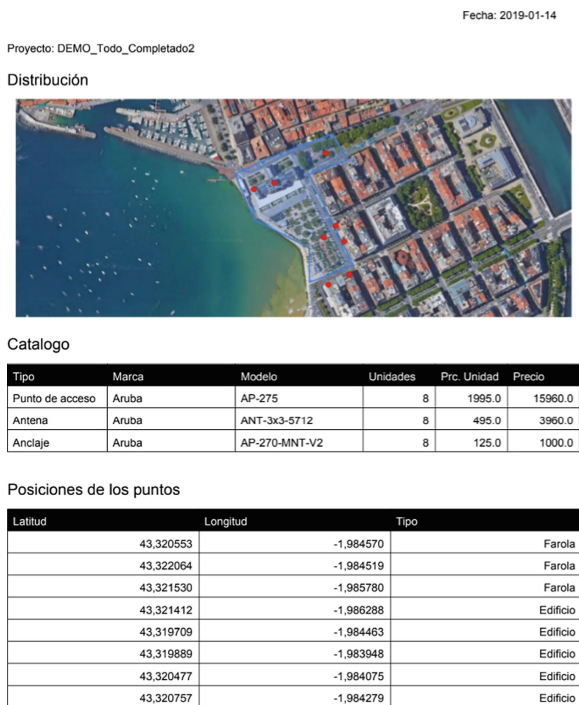 Fecha: 2019-01-14
Proyecto: DEMO_Todo_Completado2
Distribución
Catalogo
Tipo Marca Modelo Unidades Prc. Unidad Precio
Punto de acceso Aruba AP-275 8 1995.0 15960.0
Antena Aruba ANT-3x3-5712 8 495.0 3960.0
Anclaje Aruba AP-270-MNT-V2 8 125.0 1000.0
Posiciones de los puntos
Latitud Longitud Tipo
43,320553 -1,984570 Farola
43,322064 -1,984519 Farola
43,321530 -1,985780 Farola
43,321412 -1,986288 Edificio
43,319709 -1,984463 Edificio
43,319889 -1,983948 Edificio
43,320477 -1,984075 Edificio
43,320757 -1,984279 Edificio